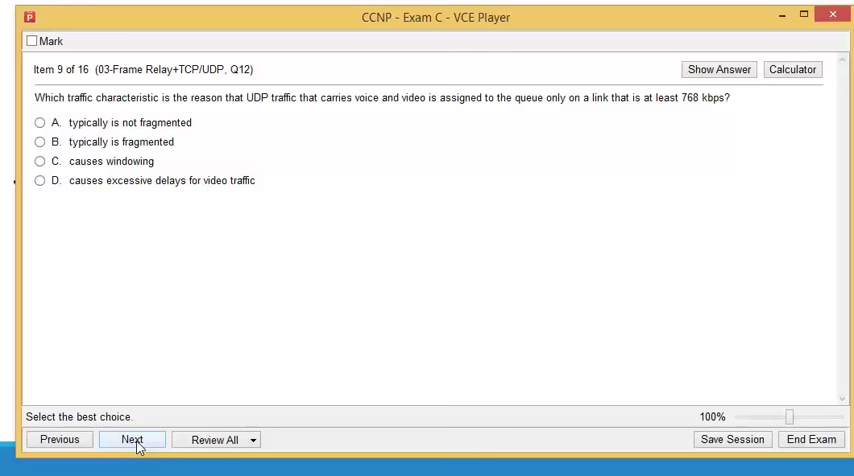 CCNP - Exam C - VCE Player
Mark
Item 9 of 16 (03-Frame Relay+TCP/UDP, Q12)
Show Answer
Calculator
Which traffic characteristic is the reason that UDP traffic that carries voice and video is assigned to the queue only on a link that is at least 768 kbps?
A. typically is not fragmented
B. typically is fragmented
C. causes windowing
D. causes excessive delays for video traffic
Select the best choice.
100%
Previous
Next
Review All
Save Session
End Exam